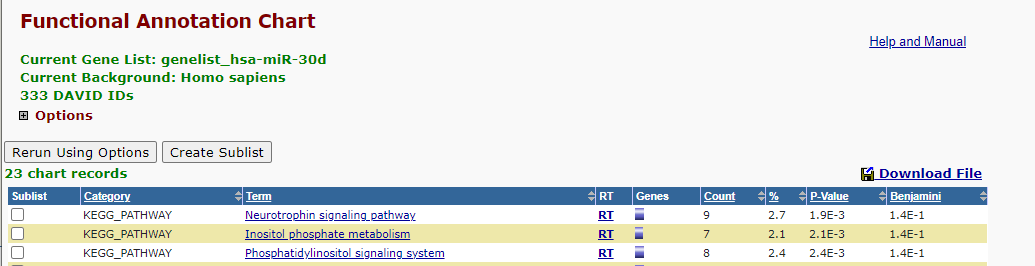 Functional Annotation Chart
Help and Manual
Current Gene List: genelist_hsa-miR-30d
Current Background: Homo sapiens
333 DAVID IDs
Options
Rerun Using Options Create Sublist
23 chart records Download File
Sublist Category Term RT Genes Count % P-Value Benjamini
KEGG_PATHWAY Neurotrophin signaling pathway RT 9 2.7 1.9E-3 1.4E-1
KEGG_PATHWAY Inositol phosphate metabolism RT 7 2.1 2.1E-3 1.4E-1
KEGG_PATHWAY Phosphatidylinositol signaling system RT 8 2.4 2.4E-3 1.4E-1